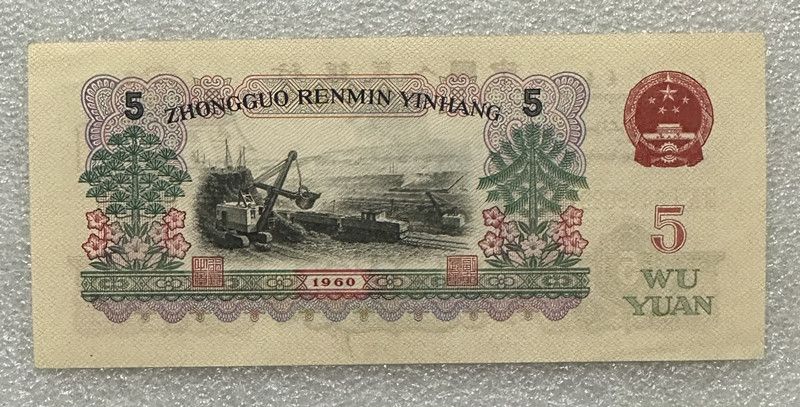 5 ZHONGGUO RENMIN YINHANG 5
5
WU
YUAN
1960